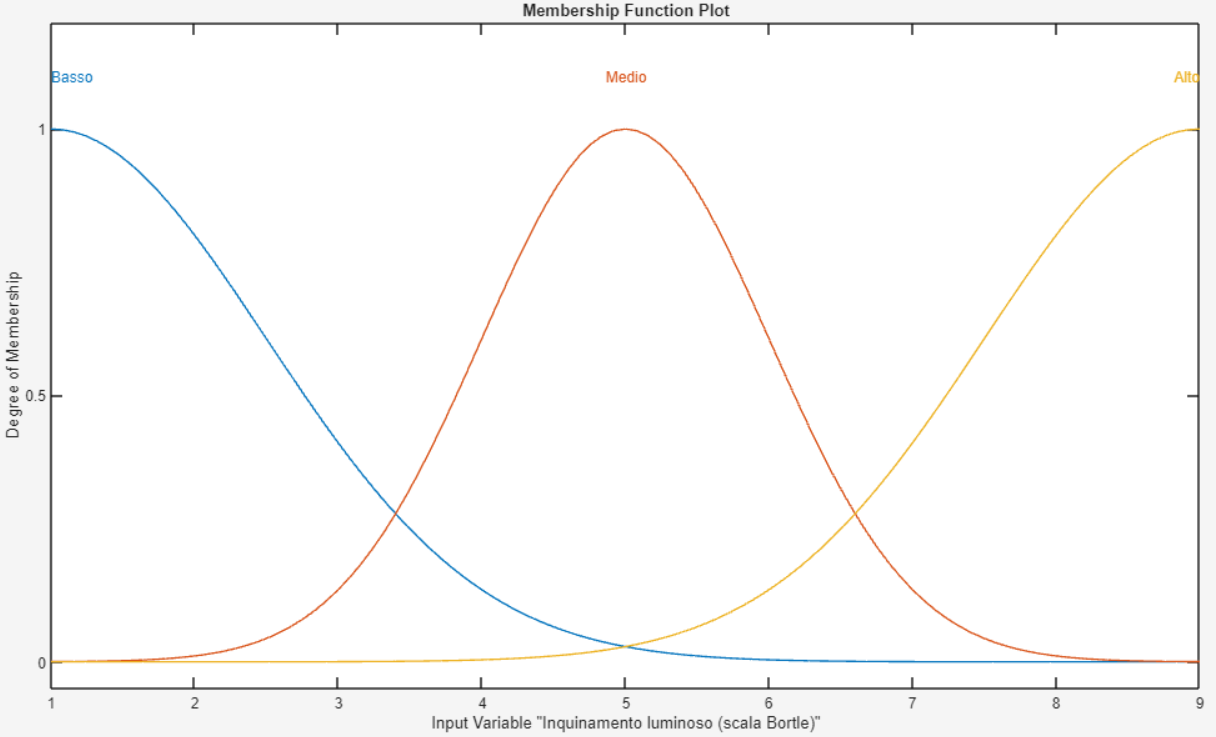 Membership Function Plot
Basso
Medio
Alto
1
0.5
0
Degree of Membership
1 2 3 4 5 6 7 8 9
Input Variable "Inquinamento luminoso (scala Bortle)"